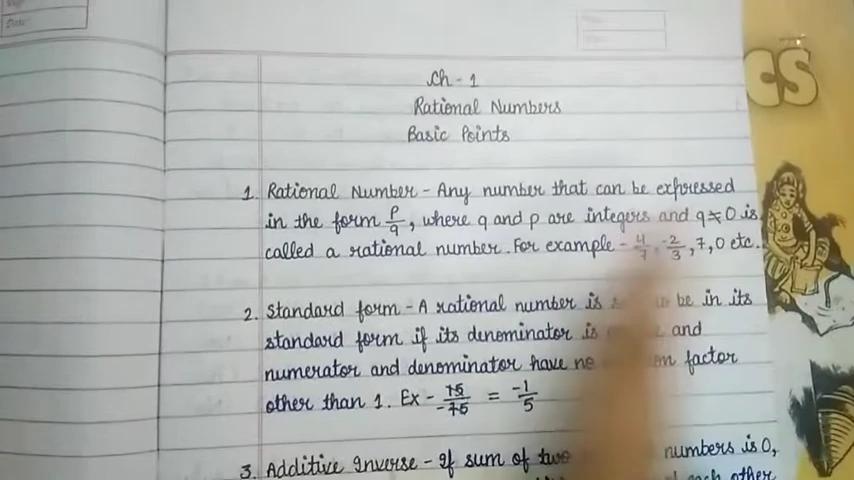 Date:
CS
Ch - 1
Rational Numbers
Basic Points
1. Rational Number - Any number that can be expressed
in the form p/q, where q and p are integers and q ≠ 0 is
called a rational number. For example - 4/7, -2/3, 7, 0 etc.
2. Standard form - A rational number is be in its
standard form if its denominator is and
numerator and denominator have no factor
other than 1. Ex - 15/-75 = -1/5
3. Additive Inverse - If sum of two numbers is 0,
each other